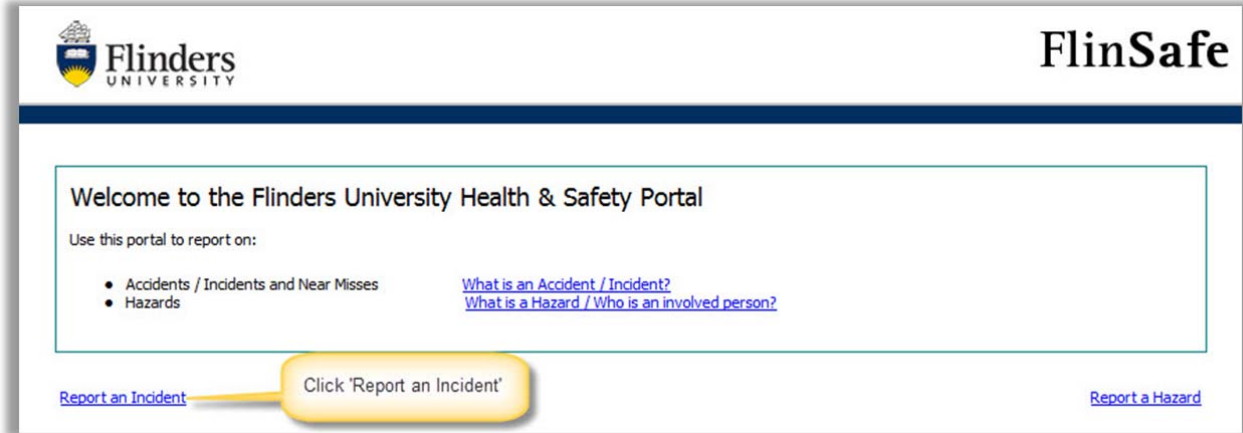 Flinders
UNIVERSITY
FlinSafe
Welcome to the Flinders University Health & Safety Portal
Use this portal to report on:
• Accidents / Incidents and Near Misses What is an Accident / Incident?
• Hazards What is a Hazard / Who is an involved person?
Report an Incident Click 'Report an Incident' Report a Hazard